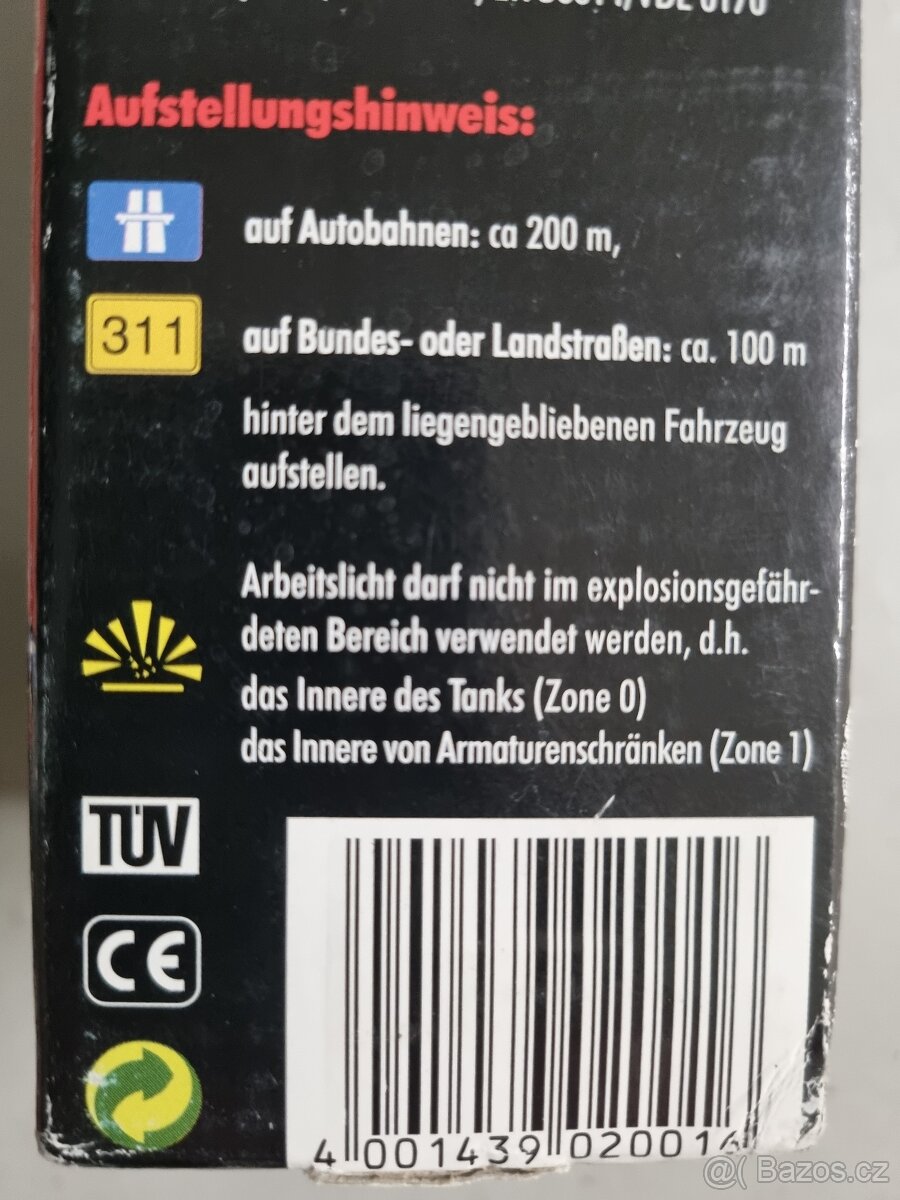 Aufstellungshinweis:
auf Autobahnen: ca 200 m,
311
auf Bundes- oder Landstraßen: ca. 100 m
hinter dem liegengebliebenen Fahrzeug
aufstellen.
Arbeitslicht darf nicht im explosionsgefähr-
deten Bereich verwendet werden, d.h.
das Innere des Tanks (Zone 0)
das Innere von Armaturenschränken (Zone 1)
TÜV
CE
4 001439 020016
Bazos.cz